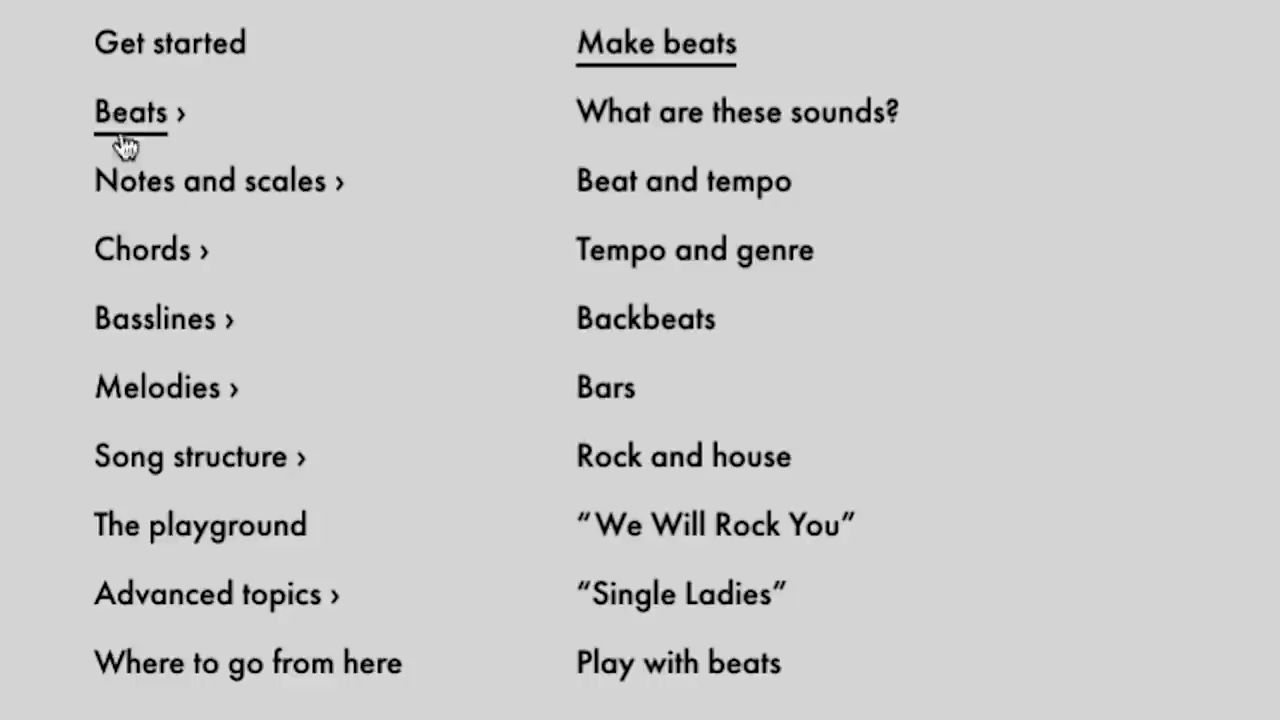 Get started
Beats ›
Notes and scales ›
Chords ›
Basslines ›
Melodies ›
Song structure ›
The playground
Advanced topics ›
Where to go from here
Make beats
What are these sounds?
Beat and tempo
Tempo and genre
Backbeats
Bars
Rock and house
“We Will Rock You”
“Single Ladies”
Play with beats